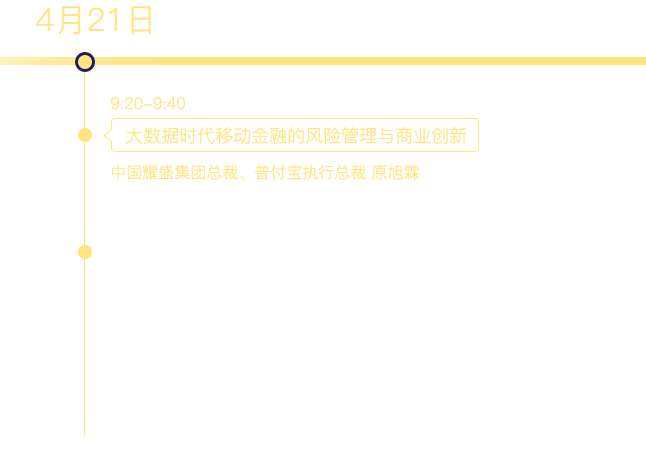 4月21日
9:20-9:40
大数据时代移动金融的风险管理与商业创新
中国耀盛集团总裁、普付宝执行总裁 原旭霖